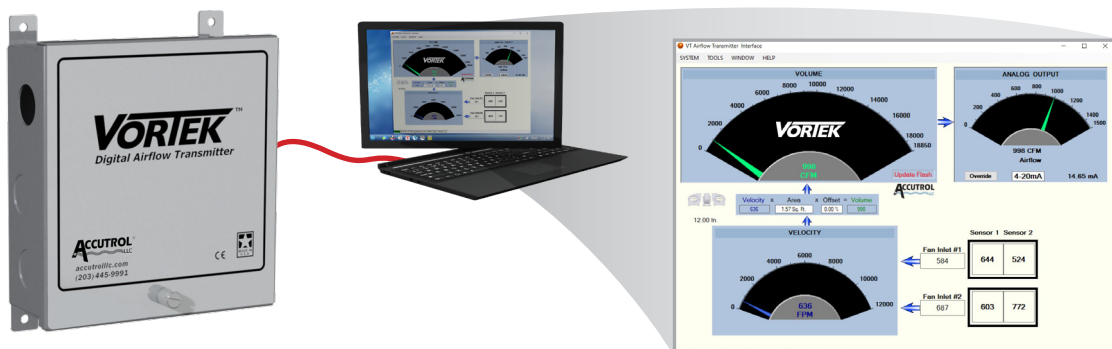 VORTEK™
Digital Airflow Transmitter
ACCUTROL LLC
accutrolllc.com
(203) 445-9991
CE
MADE IN U.S.A.
VT Airflow Transmitter Interface
SYSTEM TOOLS WINDOW HELP
VOLUME
0 2000 4000 6000 8000 10000 12000 14000 16000 18000 18850
VORTEK
998
CFM
Update Flash
ACCUTROL
ANALOG OUTPUT
0 200 400 600 800 1000 1200 1400 1500
998 CFM
Airflow
Override 4-20mA 14.65 mA
Velocity x Area x Offset = Volume
636 1.57 Sq. Ft. 0.00 % 998
12.00 In.
VELOCITY
0 2000 4000 6000 8000 10000 12000
636
FPM
Sensor 1 Sensor 2
Fan Inlet #1
584 644 524
Fan Inlet #2
687 603 772